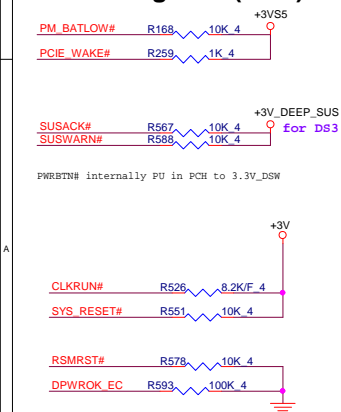 +3VS5
PM_BATLOW# R168 10K_4
PCIE_WAKE# R259 1K_4
+3V_DEEP_SUS
SUSACK# R567 10K_4 for DS3
SUSWARN# R588 10K_4
PWRBTN# internally PU in PCH to 3.3V_DSW
+3V
A
CLKRUN# R526 8.2K/F_4
SYS_RESET# R551 10K_4
RSMRST# R578 10K_4
DPWROK_EC R593 100K_4